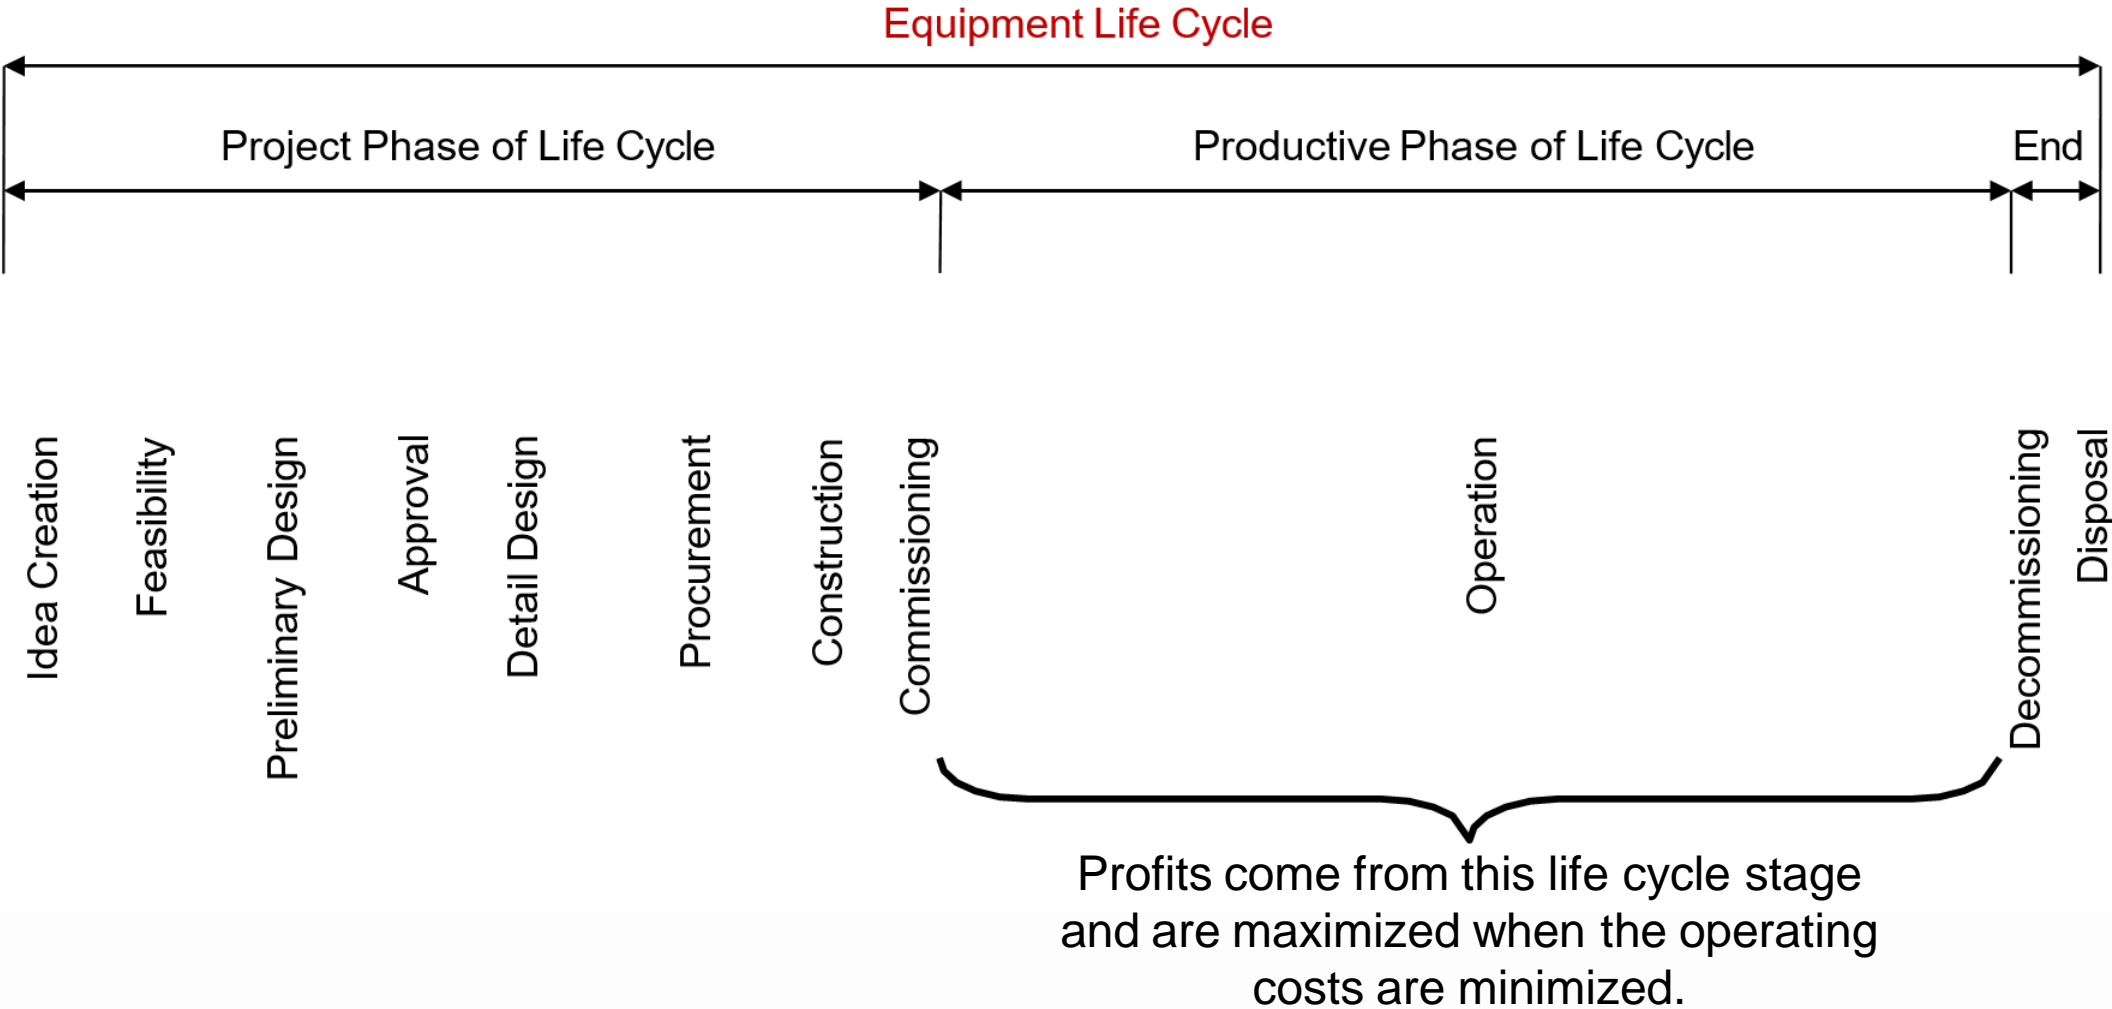 Equipment Life Cycle
Project Phase of Life Cycle
Productive Phase of Life Cycle
End
Idea Creation
Feasibility
Preliminary Design
Approval
Detail Design
Procurement
Construction
Commissioning
Operation
Decommissioning
Disposal
Profits come from this life cycle stage
and are maximized when the operating
costs are minimized.